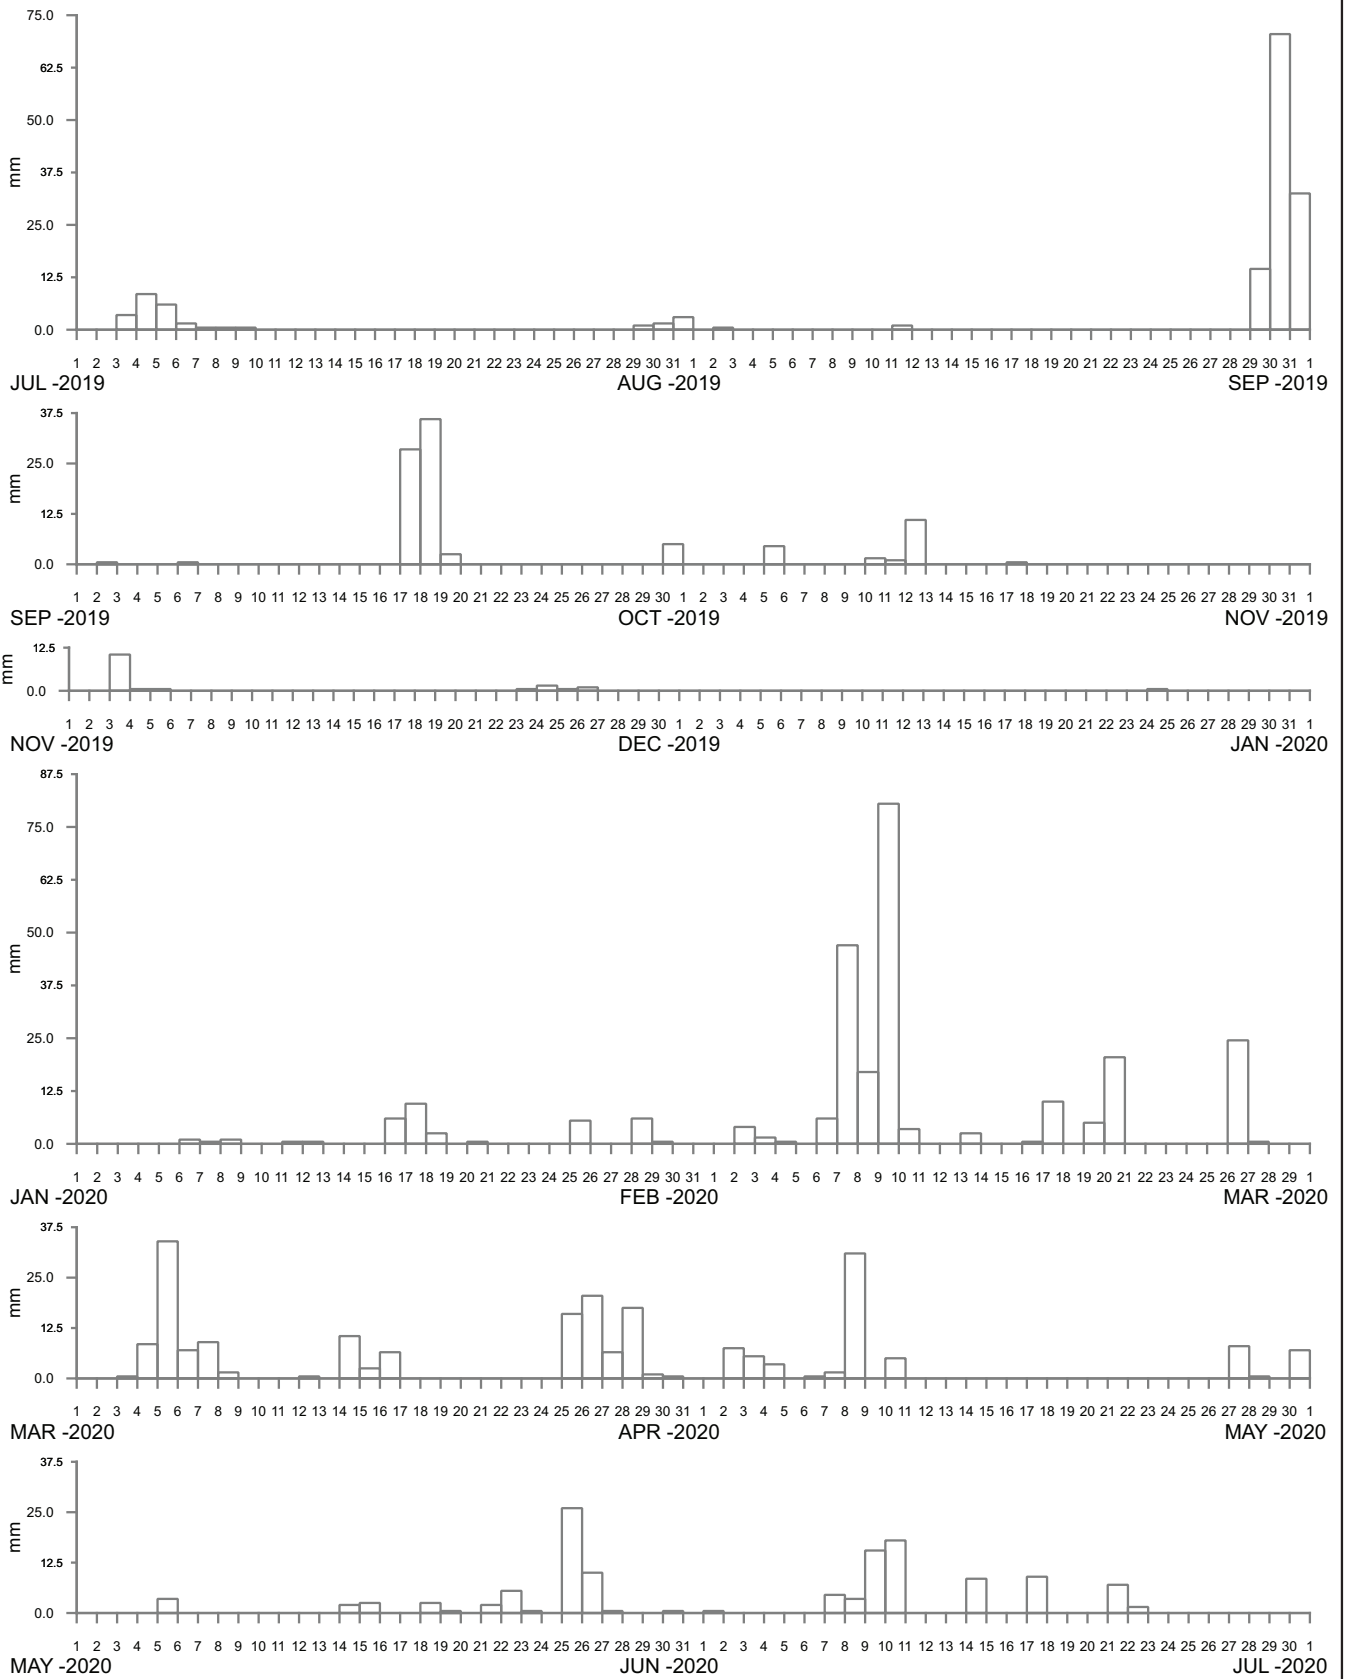 75.0
62.5
50.0
37.5
25.0
12.5
0.0
mm
1 2 3 4 5 6 7 8 9 10 11 12 13 14 15 16 17 18 19 20 21 22 23 24 25 26 27 28 29 30 31 1 2 3 4 5 6 7 8 9 10 11 12 13 14 15 16 17 18 19 20 21 22 23 24 25 26 27 28 29 30 31 1
JUL -2019 AUG -2019 SEP -2019
37.5
25.0
12.5
0.0
mm
1 2 3 4 5 6 7 8 9 10 11 12 13 14 15 16 17 18 19 20 21 22 23 24 25 26 27 28 29 30 1 2 3 4 5 6 7 8 9 10 11 12 13 14 15 16 17 18 19 20 21 22 23 24 25 26 27 28 29 30 31 1
SEP -2019 OCT -2019 NOV -2019
12.5
0.0
mm
1 2 3 4 5 6 7 8 9 10 11 12 13 14 15 16 17 18 19 20 21 22 23 24 25 26 27 28 29 30 1 2 3 4 5 6 7 8 9 10 11 12 13 14 15 16 17 18 19 20 21 22 23 24 25 26 27 28 29 30 31 1
NOV -2019 DEC -2019 JAN -2020
87.5
75.0
62.5
50.0
37.5
25.0
12.5
0.0
mm
1 2 3 4 5 6 7 8 9 10 11 12 13 14 15 16 17 18 19 20 21 22 23 24 25 26 27 28 29 30 31 1 2 3 4 5 6 7 8 9 10 11 12 13 14 15 16 17 18 19 20 21 22 23 24 25 26 27 28 29 1
JAN -2020 FEB -2020 MAR -2020
37.5
25.0
12.5
0.0
mm
1 2 3 4 5 6 7 8 9 10 11 12 13 14 15 16 17 18 19 20 21 22 23 24 25 26 27 28 29 30 31 1 2 3 4 5 6 7 8 9 10 11 12 13 14 15 16 17 18 19 20 21 22 23 24 25 26 27 28 29 30 1
MAR -2020 APR -2020 MAY -2020
37.5
25.0
12.5
0.0
mm
1 2 3 4 5 6 7 8 9 10 11 12 13 14 15 16 17 18 19 20 21 22 23 24 25 26 27 28 29 30 31 1 2 3 4 5 6 7 8 9 10 11 12 13 14 15 16 17 18 19 20 21 22 23 24 25 26 27 28 29 30 1
MAY -2020 JUN -2020 JUL -2020